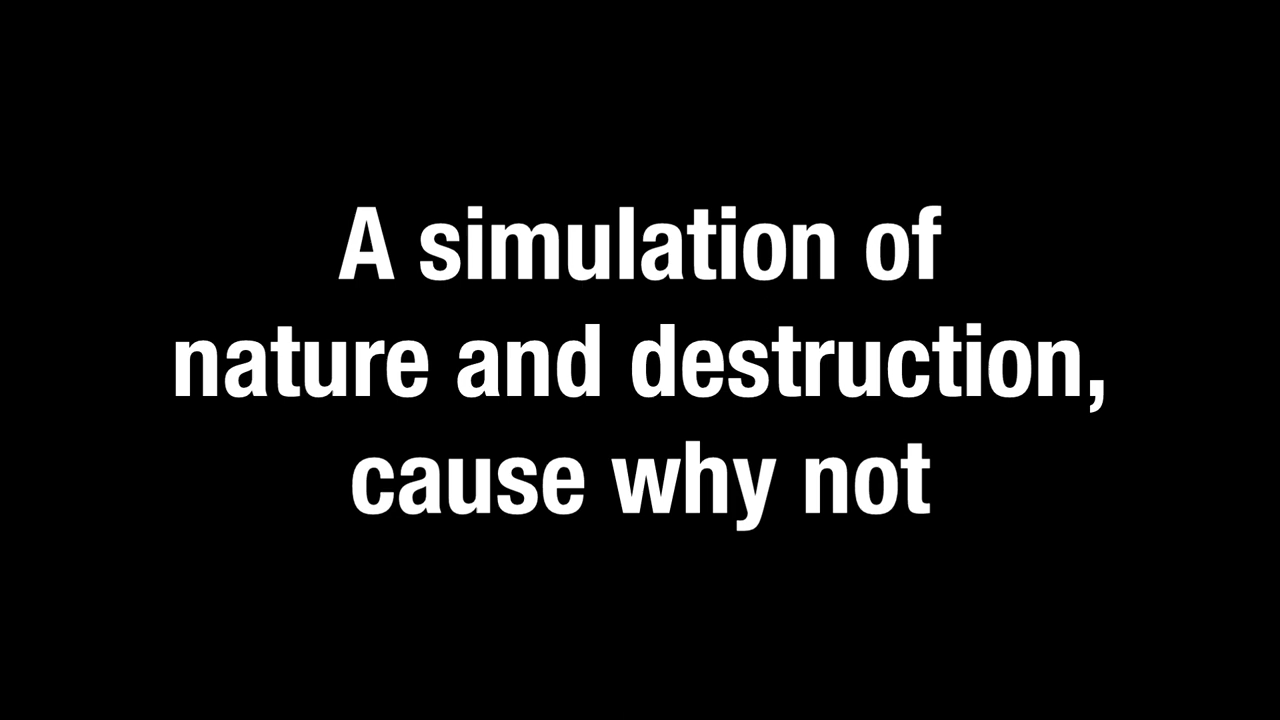 A simulation of
nature and destruction,
cause why not